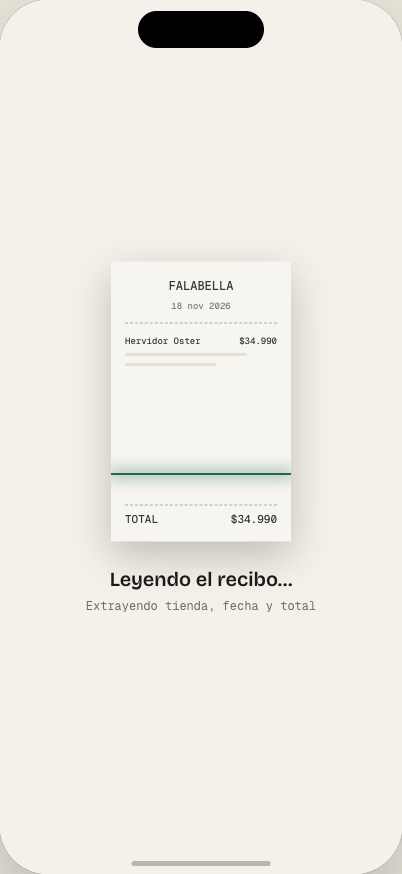 FALABELLA
18 nov 2026
Hervidor Oster $34.990
TOTAL $34.990
Leyendo el recibo...
Extrayendo tienda, fecha y total